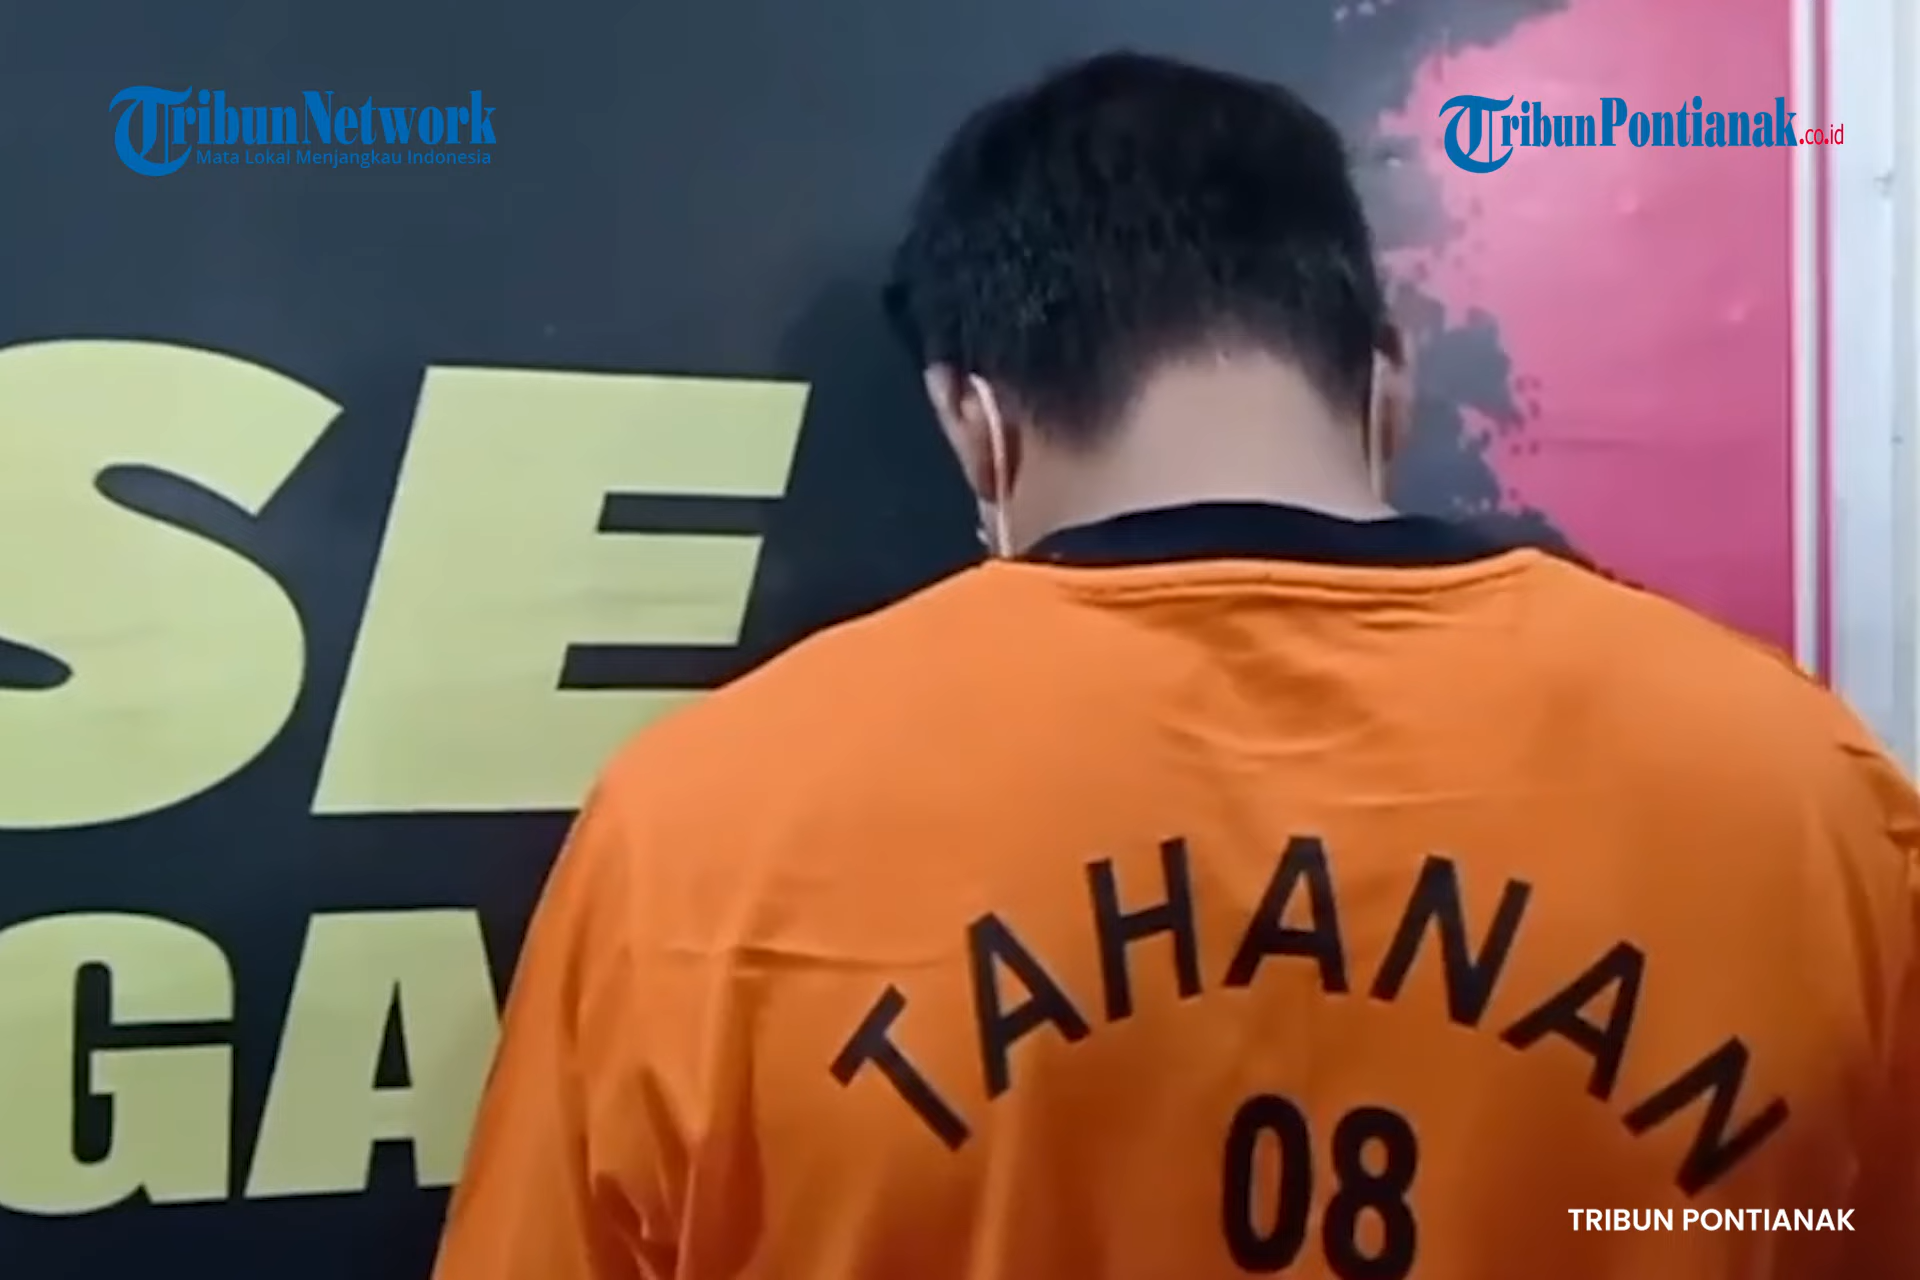 TribunNetwork
Mata Lokal Menjangkau Indonesia
TribunPontianak.co.id
SE
GA
TAHANAN
08
TRIBUN PONTIANAK